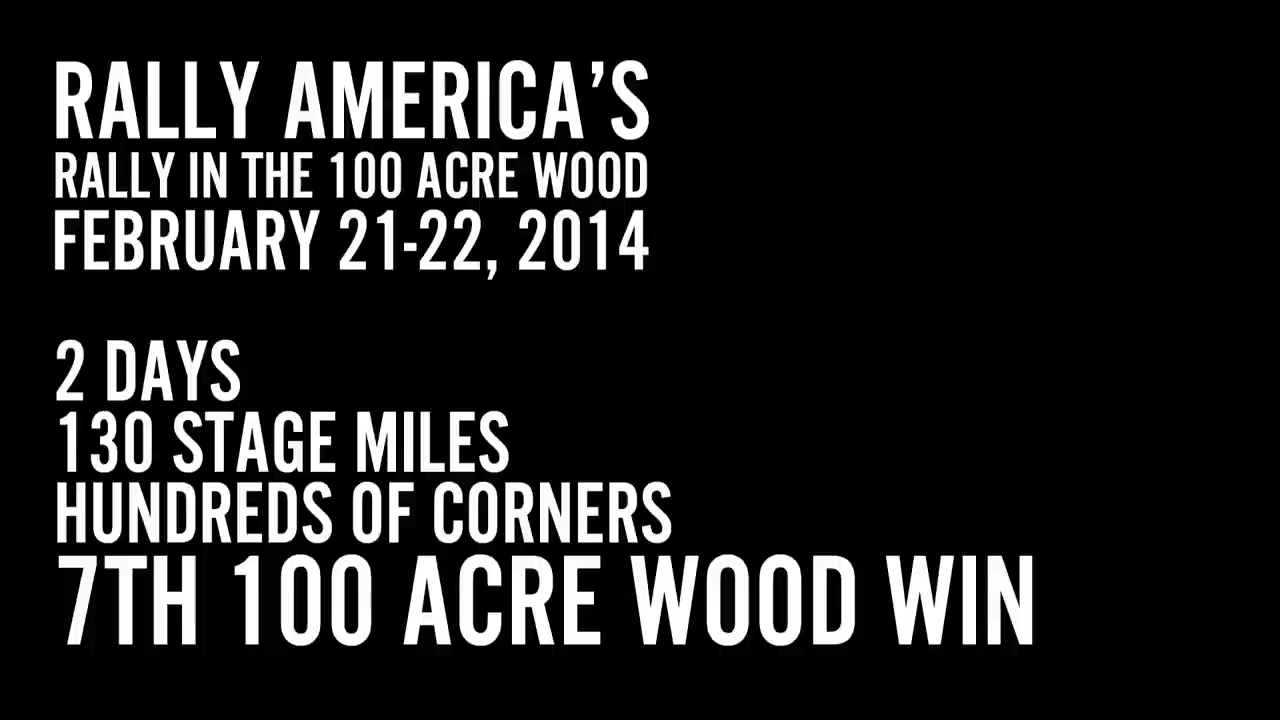 RALLY AMERICA'S
RALLY IN THE 100 ACRE WOOD
FEBRUARY 21-22, 2014
2 DAYS
130 STAGE MILES
HUNDREDS OF CORNERS
7TH 100 ACRE WOOD WIN